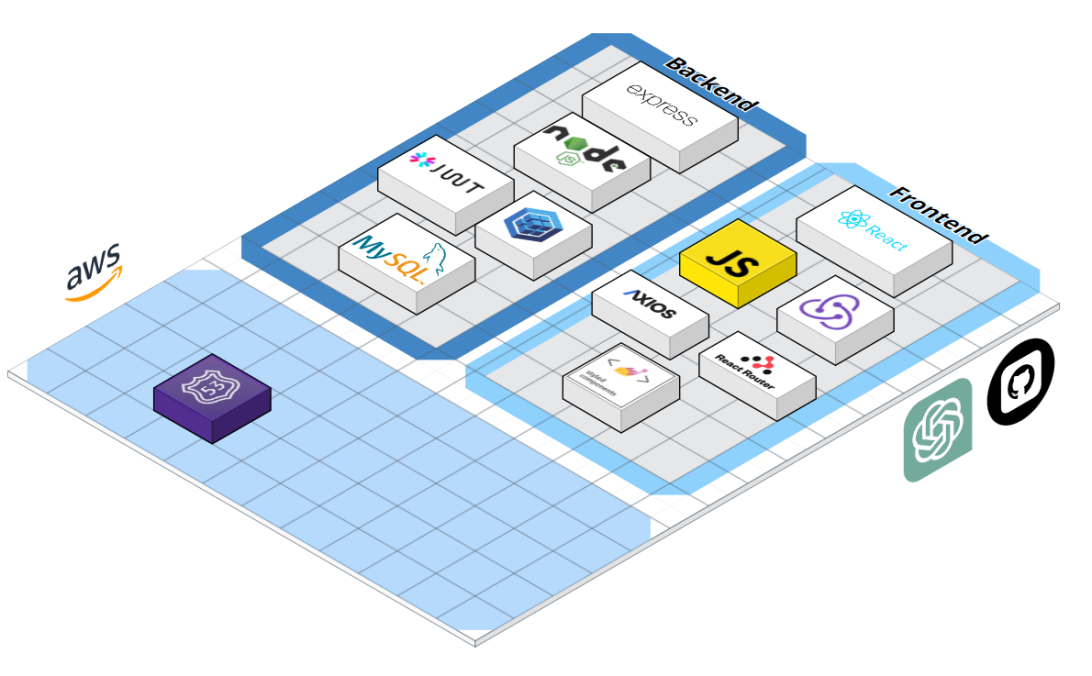 Backend
express
node
JS
JWT
MySQL
Frontend
React
JS
AXIOS
React Router
styled
components
aws
53